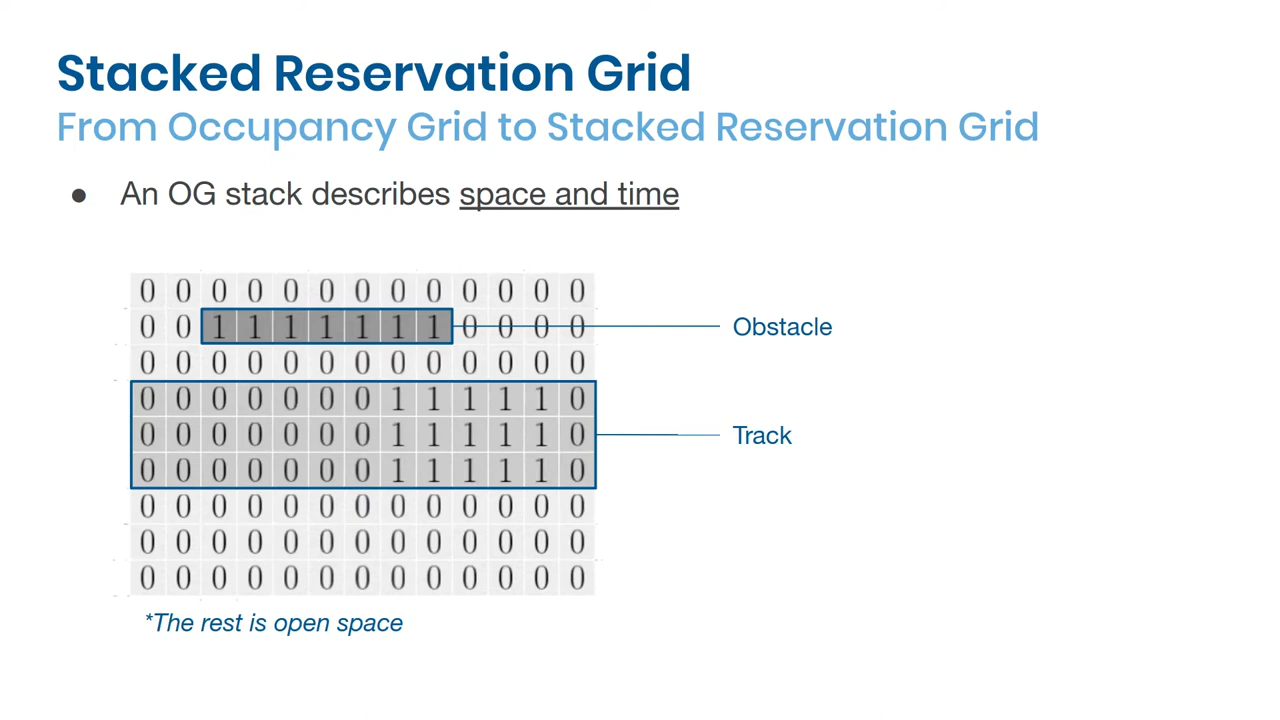 Stacked Reservation Grid
From Occupancy Grid to Stacked Reservation Grid
● An OG stack describes space and time
0 0 0 0 0 0 0 0 0 0 0 0 0
0 0 1 1 1 1 1 1 1 0 0 0 0 Obstacle
0 0 0 0 0 0 0 0 0 0 0 0 0
0 0 0 0 0 0 0 1 1 1 1 1 0
0 0 0 0 0 0 0 1 1 1 1 1 0 Track
0 0 0 0 0 0 0 1 1 1 1 1 0
0 0 0 0 0 0 0 0 0 0 0 0 0
0 0 0 0 0 0 0 0 0 0 0 0 0
0 0 0 0 0 0 0 0 0 0 0 0 0
*The rest is open space